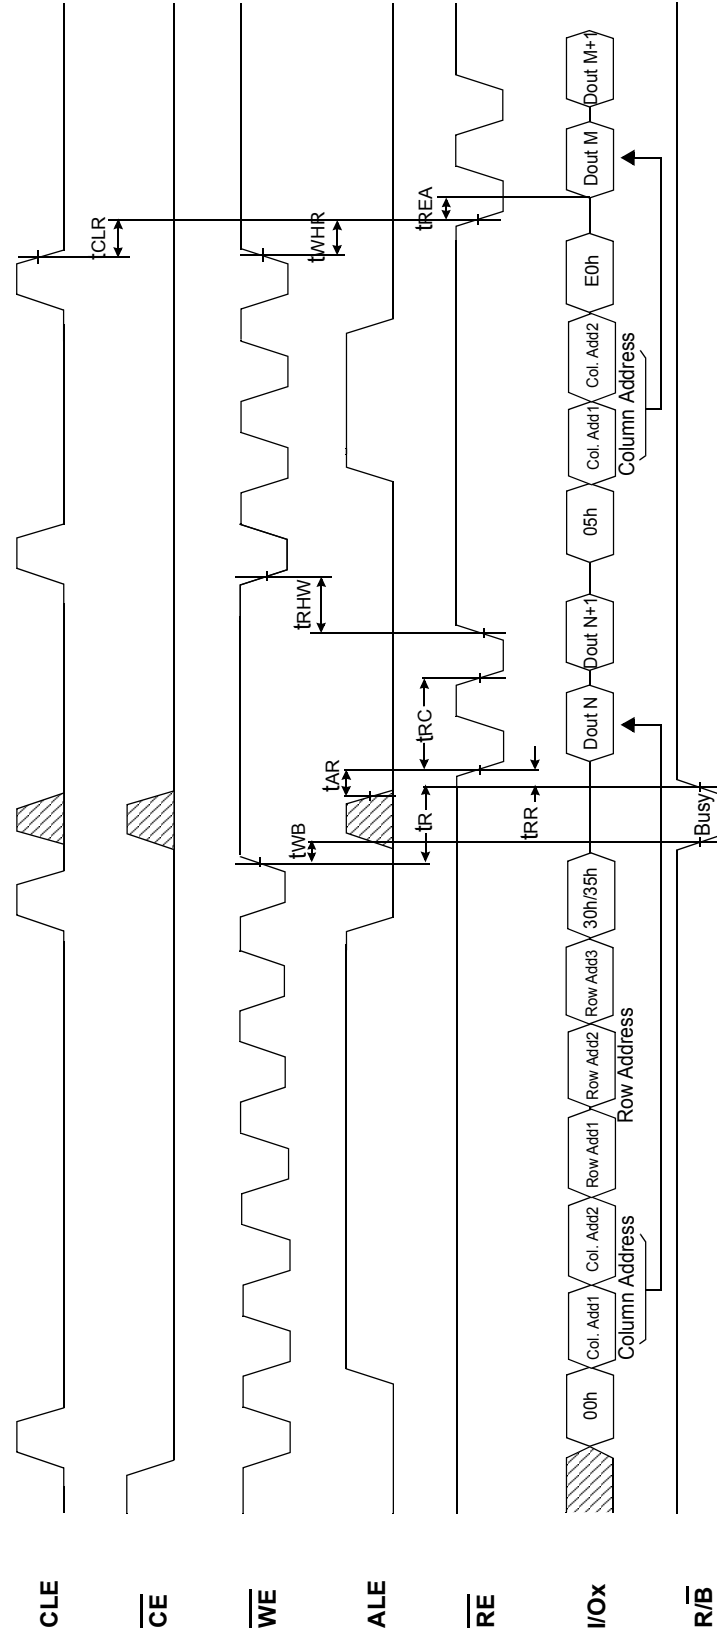 CLE
tCLR
CE
WE
tWB
tRHW
tWHR
ALE
tAR
tR
tRC
tREA
RE
tRR
I/Ox
00h
Col. Add1
Col. Add2
Row Add1
Row Add2
Row Add3
30h/35h
Dout N
Dout N+1
05h
Col. Add1
Col. Add2
E0h
Dout M
Dout M+1
Column Address
Row Address
Column Address
R/B
Busy